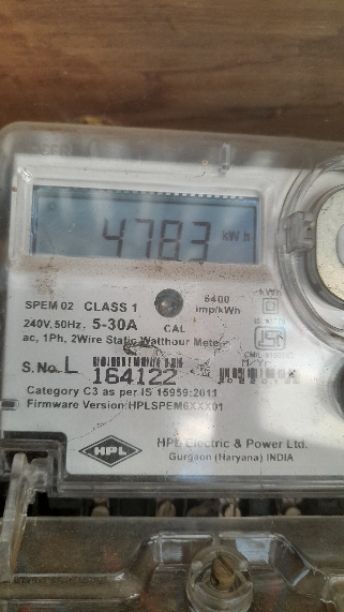 4783 kWh
SPEM 02 CLASS 1
6400
imp/kWh
240V.50Hz. 5-30A
CAL
ac, 1Ph, 2Wire Static Watthour Meter
S.No. L 164122
Category C3 as per IS 15959:2011
Firmware Version:HPLSPEM6XXX01
HPL
HPL Electric & Power Ltd.
Gurgaon (Haryana) INDIA